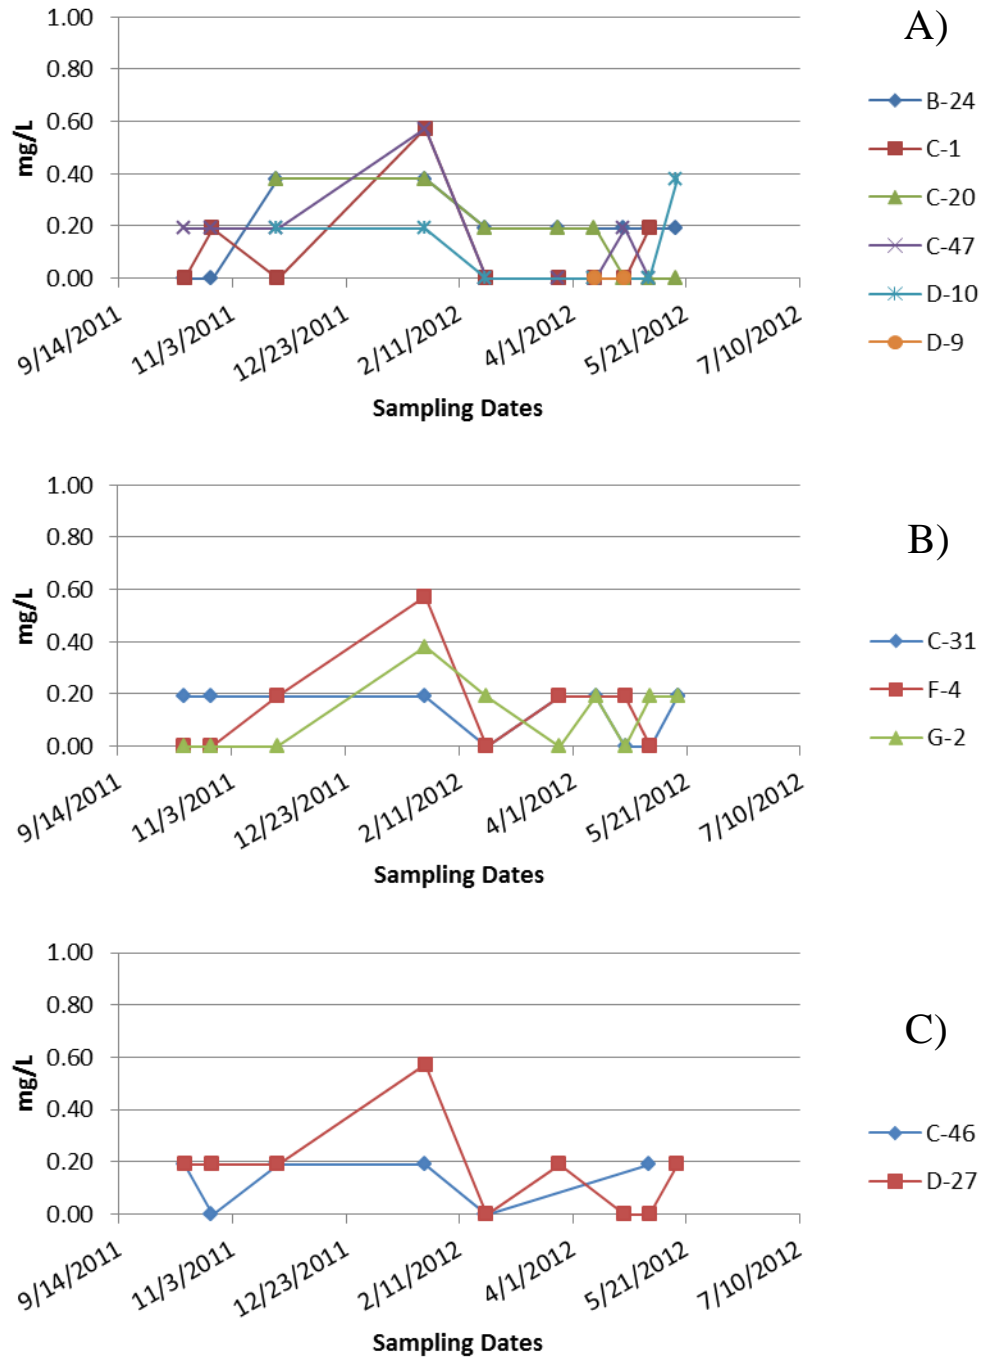 A)
1.00
0.80
0.60
0.40
0.20
0.00
mg/L
9/14/2011 11/3/2011 12/23/2011 2/11/2012 4/1/2012 5/21/2012 7/10/2012
Sampling Dates
B-24
C-1
C-20
C-47
D-10
D-9
B)
1.00
0.80
0.60
0.40
0.20
0.00
mg/L
9/14/2011 11/3/2011 12/23/2011 2/11/2012 4/1/2012 5/21/2012 7/10/2012
Sampling Dates
C-31
F-4
G-2
C)
1.00
0.80
0.60
0.40
0.20
0.00
mg/L
9/14/2011 11/3/2011 12/23/2011 2/11/2012 4/1/2012 5/21/2012 7/10/2012
Sampling Dates
C-46
D-27